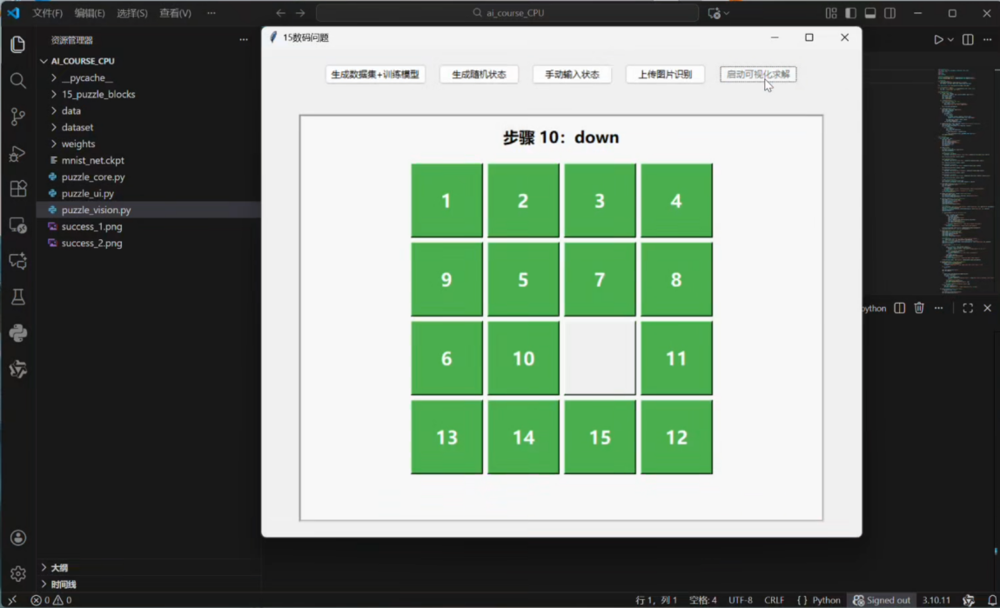 文件(F) 编辑(E) 选择(S) 查看(V) ··· ai_course_CPU
资源管理器 ···
AI_COURSE_CPU
__pycache__
15_puzzle_blocks
data
dataset
weights
mnist_net.ckpt
puzzle_core.py
puzzle_ui.py
puzzle_vision.py
success_1.png
success_2.png
大纲
时间线
15数码问题
生成数据集+训练模型 生成随机状态 手动输入状态 上传图片识别 启动可视化求解
步骤 10: down
1 2 3 4
9 5 7 8
6 10 11
13 14 15 12
python
0 0 行 1, 列 1 空格: 4 UTF-8 CRLF { } Python Signed out 3.10.11